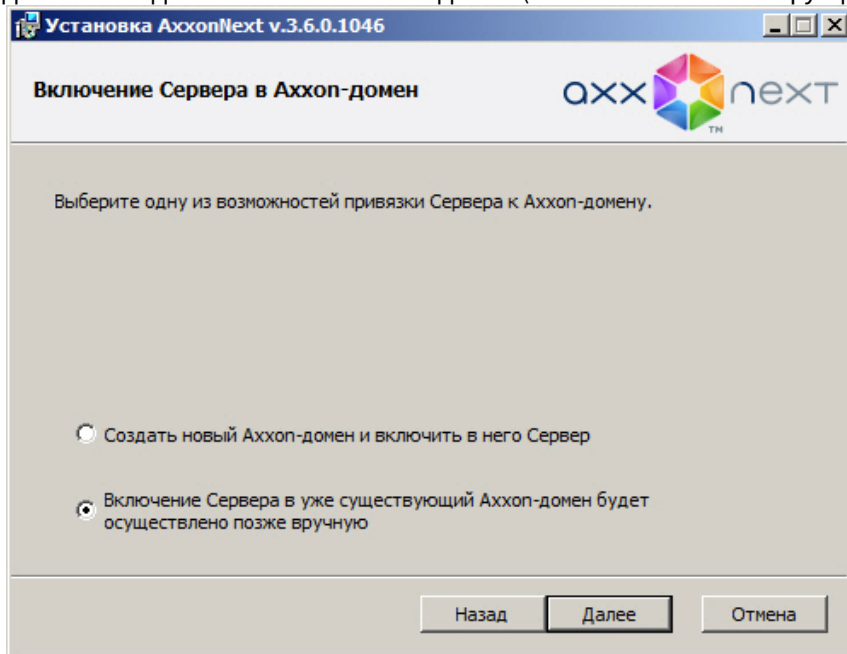 Установка AxxonNext v.3.6.0.1046
Включение Сервера в Axxon-домен
axxnext
TM
Выберите одну из возможностей привязки Сервера к Axxon-домену.
Создать новый Axxon-домен и включить в него Сервер
Включение Сервера в уже существующий Axxon-домен будет
осуществлено позже вручную
Назад Далее Отмена